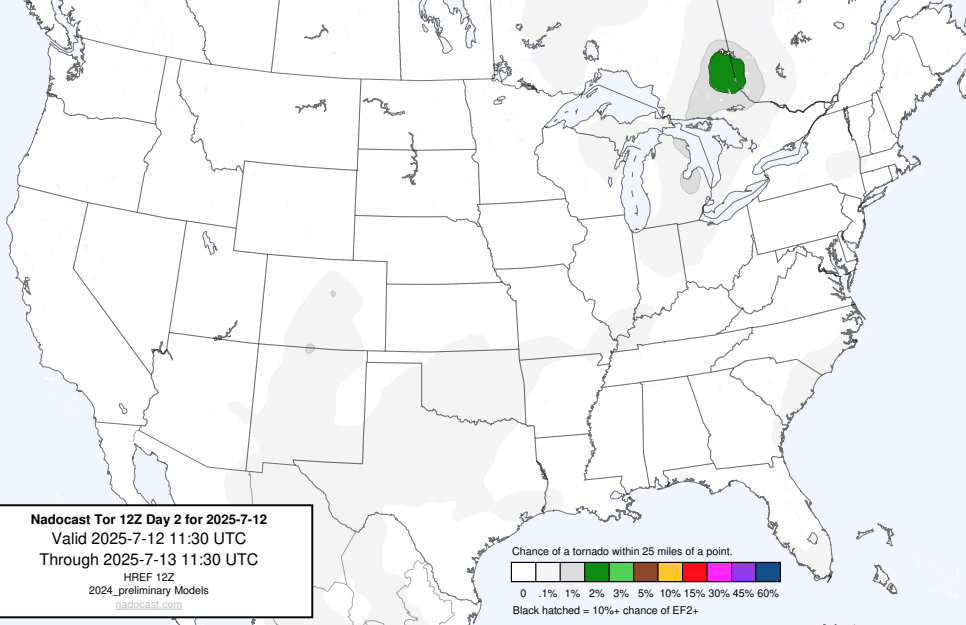 Nadocast Tor 12Z Day 2 for 2025-7-12
Valid 2025-7-12 11:30 UTC
Through 2025-7-13 11:30 UTC
HREF 12Z
2024_preliminary Models
nadocast.com
Chance of a tornado within 25 miles of a point.
0 .1% 1% 2% 3% 5% 10% 15% 30% 45% 60%
Black hatched = 10%+ chance of EF2+